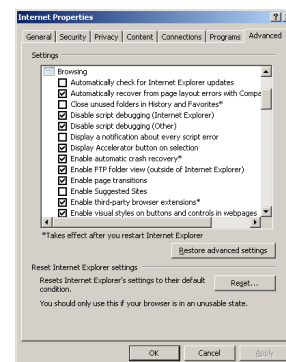 Internet Properties
General Security Privacy Content Connections Programs Advanced
Settings
Browsing
Automatically check for Internet Explorer updates
Automatically recover from page layout errors with Compa
Close unused folders in History and Favorites*
Disable script debugging (Internet Explorer)
Disable script debugging (Other)
Display a notification about every script error
Display Accelerator button on selection
Enable automatic crash recovery*
Enable FTP folder view (outside of Internet Explorer)
Enable page transitions
Enable Suggested Sites
Enable third-party browser extensions*
Enable visual styles on buttons and controls in webpages
*Takes effect after you restart Internet Explorer
Restore advanced settings
Reset Internet Explorer settings
Resets Internet Explorer's settings to their default
condition.
Reset...
You should only use this if your browser is in an unusable state.
OK Cancel Apply